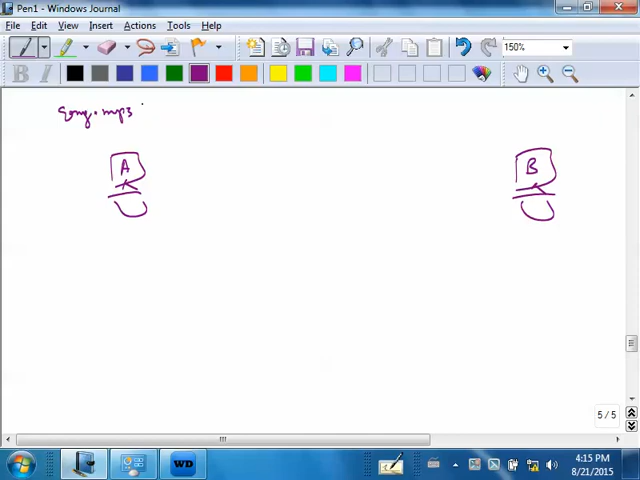 Pen1 - Windows Journal
File Edit View Insert Actions Tools Help
150%
B I
Song.mp3
A
B
5 / 5
WD
4:15 PM
8/21/2015